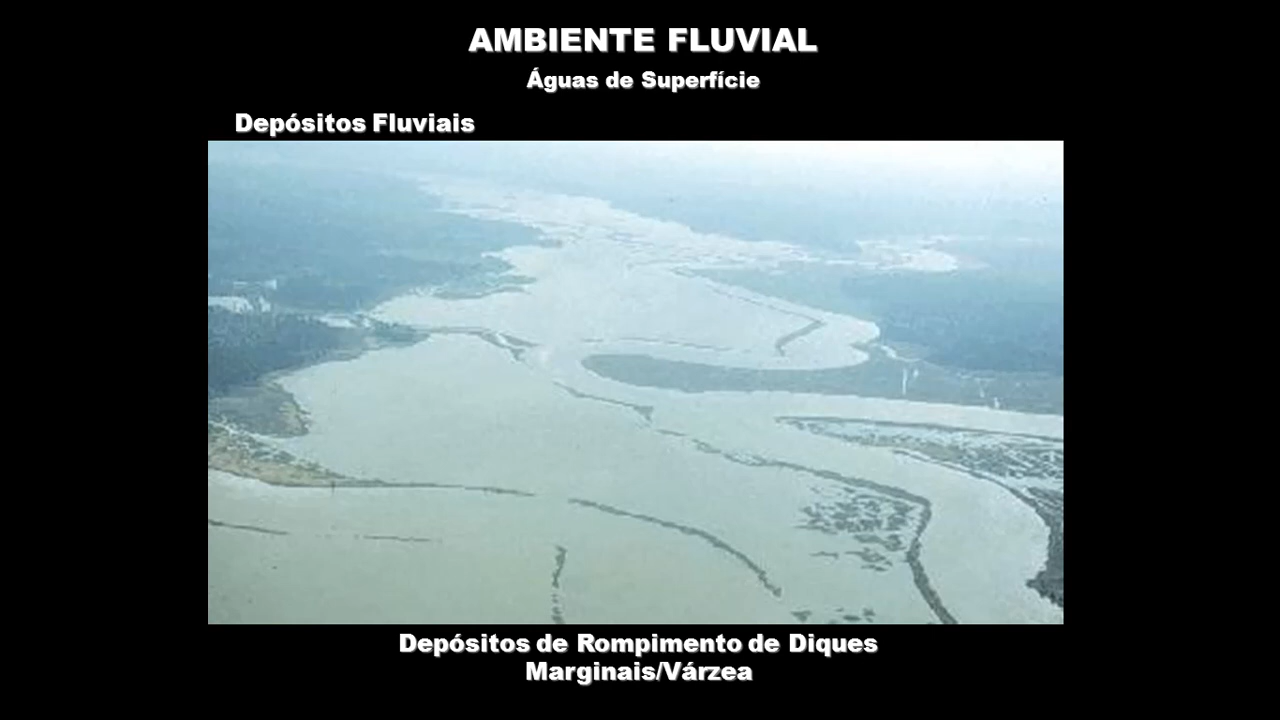 AMBIENTE FLUVIAL
Águas de Superfície
Depósitos Fluviais
Depósitos de Rompimento de Diques
Marginais/Várzea